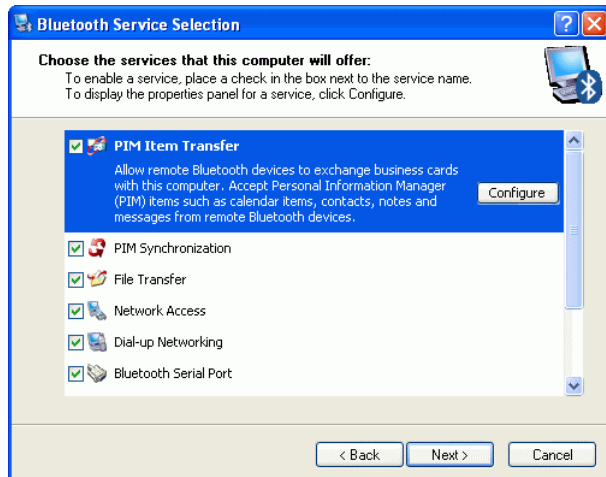 Bluetooth Service Selection
Choose the services that this computer will offer:
To enable a service, place a check in the box next to the service name.
To display the properties panel for a service, click Configure.
PIM Item Transfer
Allow remote Bluetooth devices to exchange business cards
with this computer. Accept Personal Information Manager
(PIM) items such as calendar items, contacts, notes and
messages from remote Bluetooth devices.
Configure
PIM Synchronization
File Transfer
Network Access
Dial-up Networking
Bluetooth Serial Port
< Back
Next >
Cancel